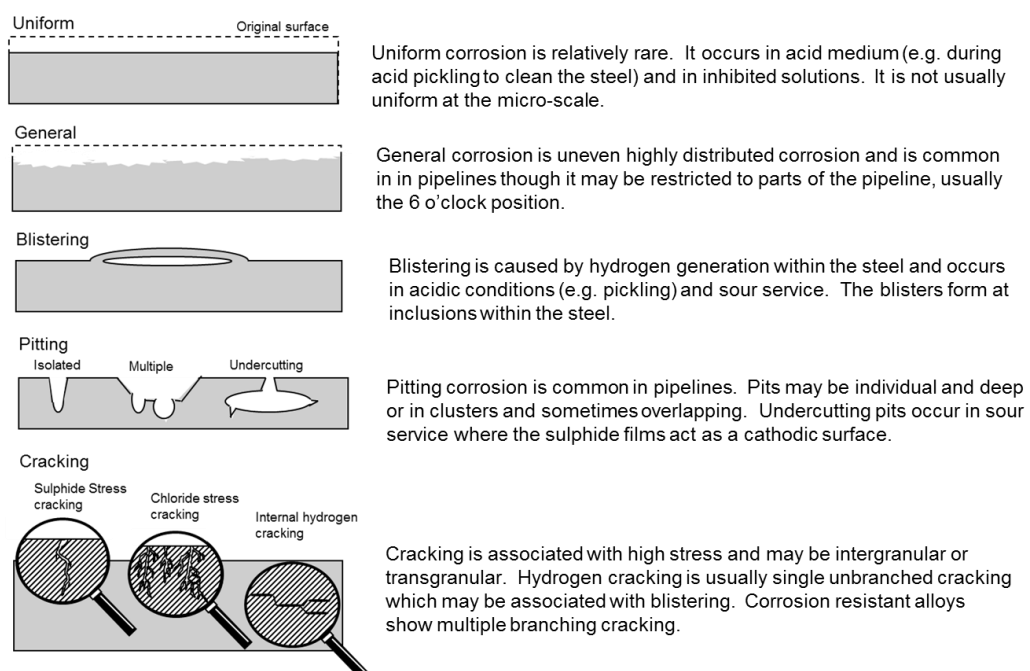 Uniform
Original surface
Uniform corrosion is relatively rare. It occurs in acid medium (e.g. during
acid pickling to clean the steel) and in inhibited solutions. It is not usually
uniform at the micro-scale.
General
General corrosion is uneven highly distributed corrosion and is common
in in pipelines though it may be restricted to parts of the pipeline, usually
the 6 o’clock position.
Blistering
Blistering is caused by hydrogen generation within the steel and occurs
in acidic conditions (e.g. pickling) and sour service. The blisters form at
inclusions within the steel.
Pitting
Isolated
Multiple
Undercutting
Pitting corrosion is common in pipelines. Pits may be individual and deep
or in clusters and sometimes overlapping. Undercutting pits occur in sour
service where the sulphide films act as a cathodic surface.
Cracking
Sulphide Stress
cracking
Chloride stress
cracking
Internal hydrogen
cracking
Cracking is associated with high stress and may be intergranular or
transgranular. Hydrogen cracking is usually single unbranched cracking
which may be associated with blistering. Corrosion resistant alloys
show multiple branching cracking.